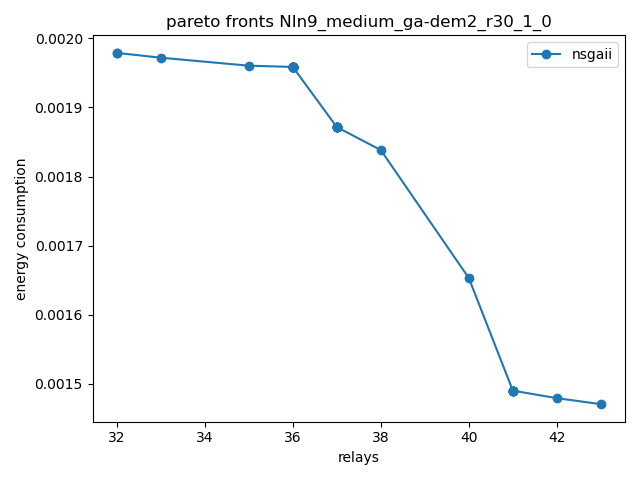 pareto fronts NIn9_medium_ga-dem2_r30_1_0
nsgaii
0.0020
0.0019
0.0018
0.0017
0.0016
0.0015
energy consumption
32 34 36 38 40 42
relays